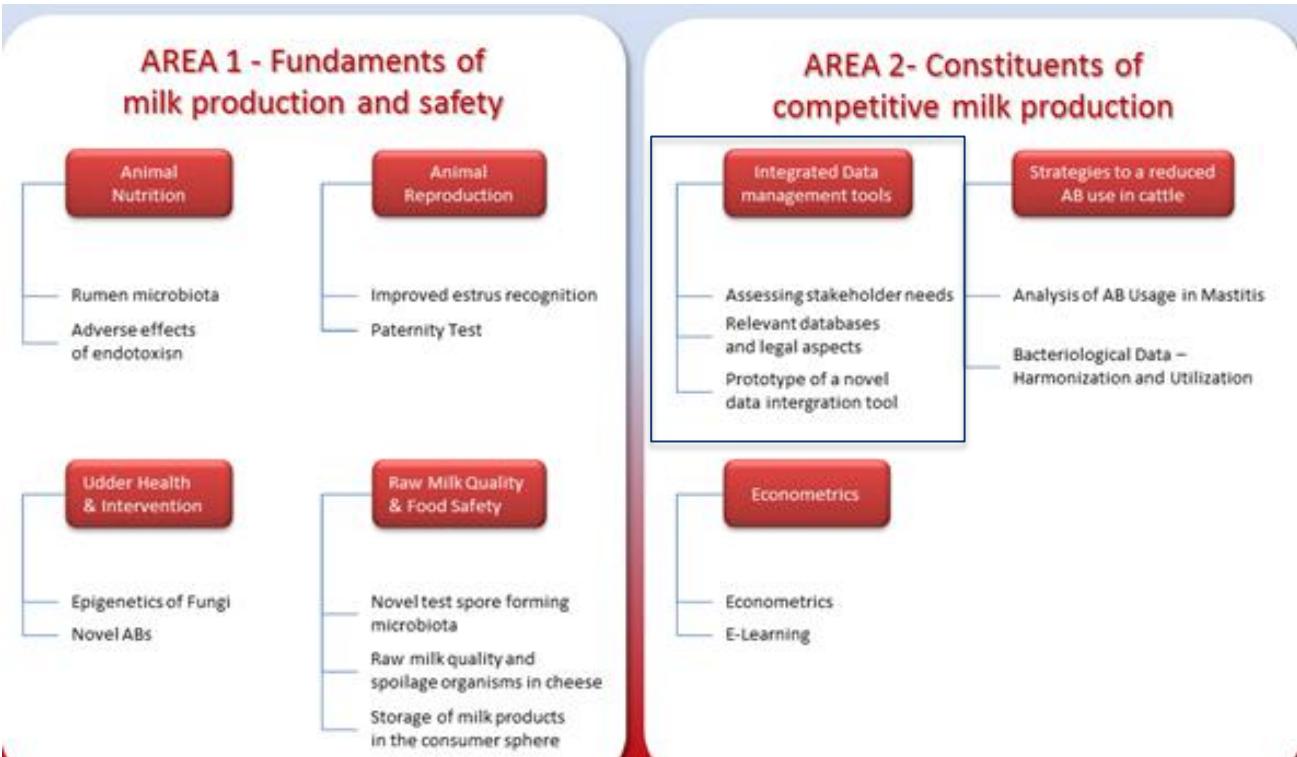 AREA 1 - Fundaments of
milk production and safety
Animal
Nutrition
Rumen microbiota
Adverse effects
of endotoxisn
Animal
Reproduction
Improved estrus recognition
Paternity Test
Udder Health
& Intervention
Epigenetics of Fungi
Novel ABs
Raw Milk Quality
& Food Safety
Novel test spore forming
microbiota
Raw milk quality and
spoilage organisms in cheese
Storage of milk products
in the consumer sphere
AREA 2- Constituents of
competitive milk production
Integrated Data
management tools
Assessing stakeholder needs
Relevant databases
and legal aspects
Prototype of a novel
data intergration tool
Strategies to a reduced
AB use in cattle
Analysis of AB Usage in Mastitis
Bacteriological Data –
Harmonization and Utilization
Econometrics
Econometrics
E-Learning